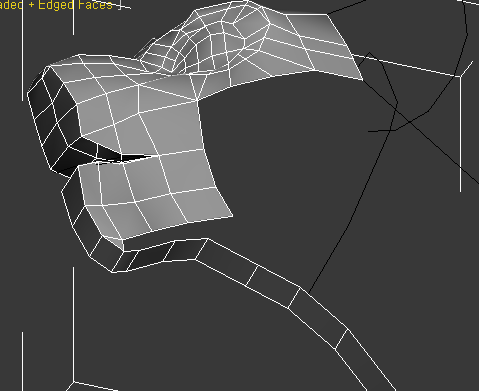 aded + Edged Faces ]